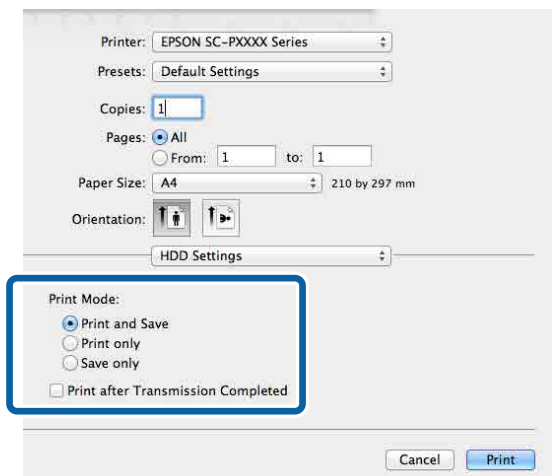 Printer: EPSON SC-PXXXX Series
Presets: Default Settings
Copies: 1
Pages: All
From: 1 to: 1
Paper Size: A4 210 by 297 mm
Orientation:
HDD Settings
Print Mode:
Print and Save
Print only
Save only
Print after Transmission Completed
Cancel Print